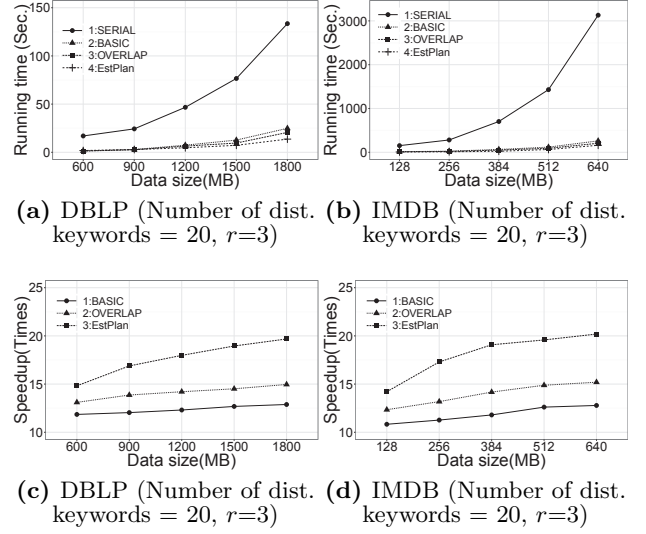 Running time (Sec.)
150
100
50
0
1:SERIAL
2:BASIC
3:OVERLAP
4:EstPlan
600 900 1200 1500 1800
Data size(MB)
(a) DBLP (Number of dist.
keywords = 20, r=3)
Running time (Sec.)
3000
2000
1000
0
1:SERIAL
2:BASIC
3:OVERLAP
4:EstPlan
128 256 384 512 640
Data size(MB)
(b) IMDB (Number of dist.
keywords = 20, r=3)
Speedup(Times)
25
20
15
10
1:BASIC
2:OVERLAP
3:EstPlan
600 900 1200 1500 1800
Data size(MB)
(c) DBLP (Number of dist.
keywords = 20, r=3)
Speedup(Times)
25
20
15
10
1:BASIC
2:OVERLAP
3:EstPlan
128 256 384 512 640
Data size(MB)
(d) IMDB (Number of dist.
keywords = 20, r=3)